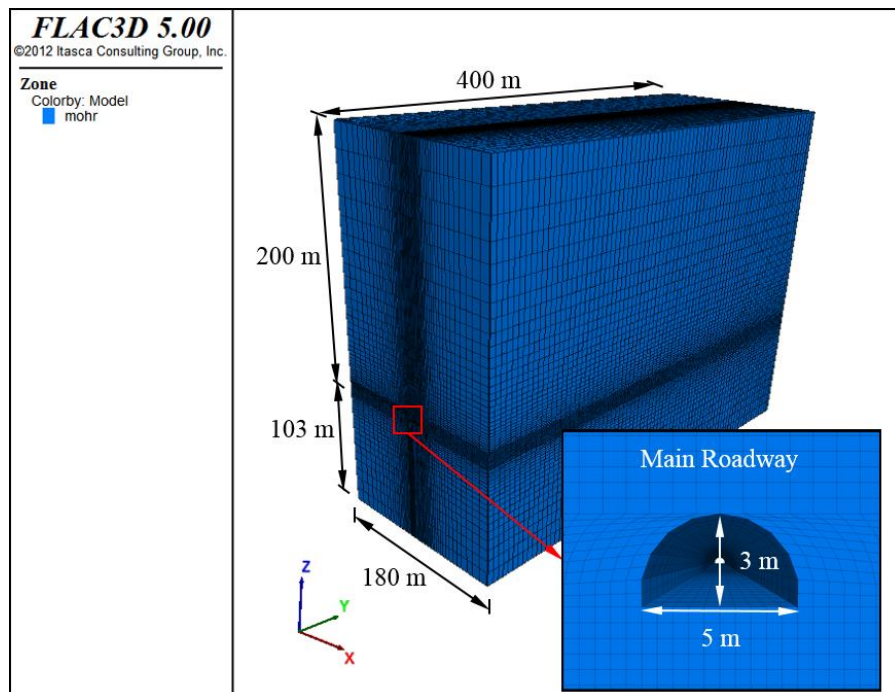 FLAC3D 5.00
©2012 Itasca Consulting Group, Inc.
Zone
Colorby: Model
mohr
400 m
200 m
103 m
180 m
Z
Y
X
Main Roadway
3 m
5 m